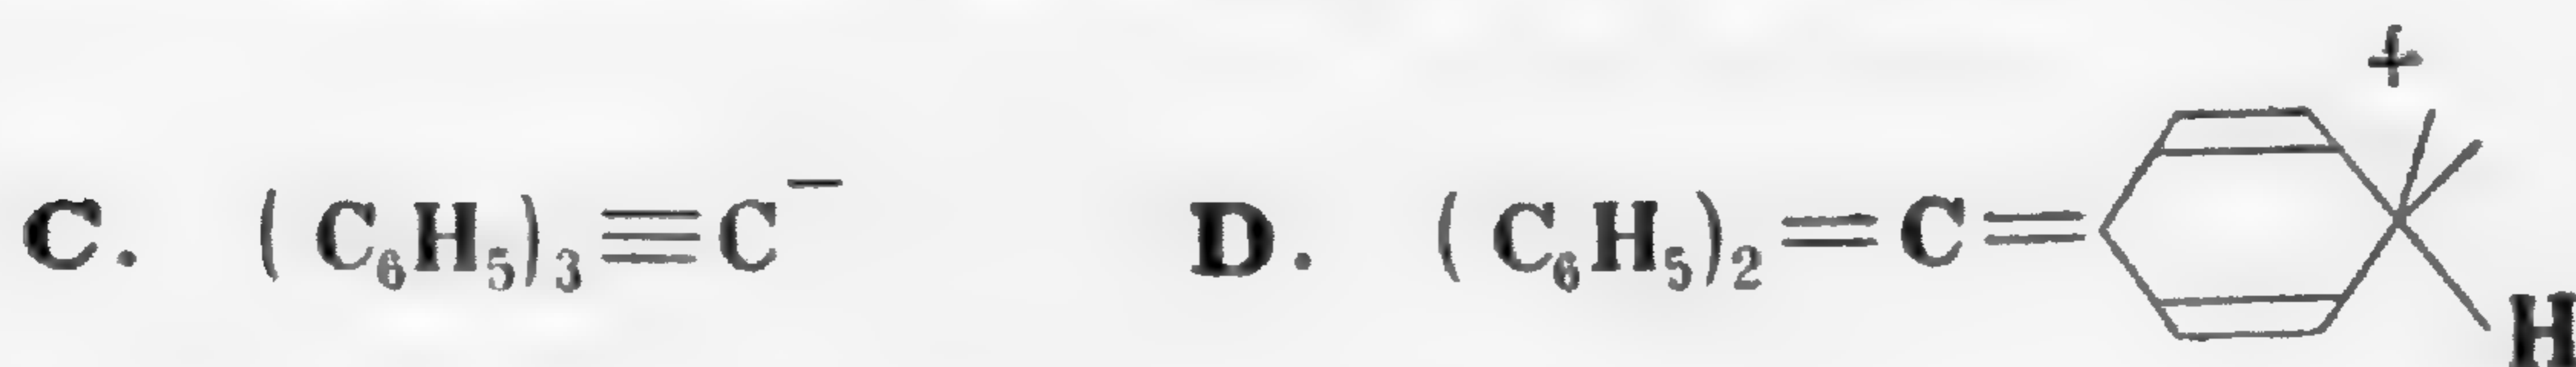 C. (C₆H₅)₃≡C⁻ D. (C₆H₅)₂=C= + H